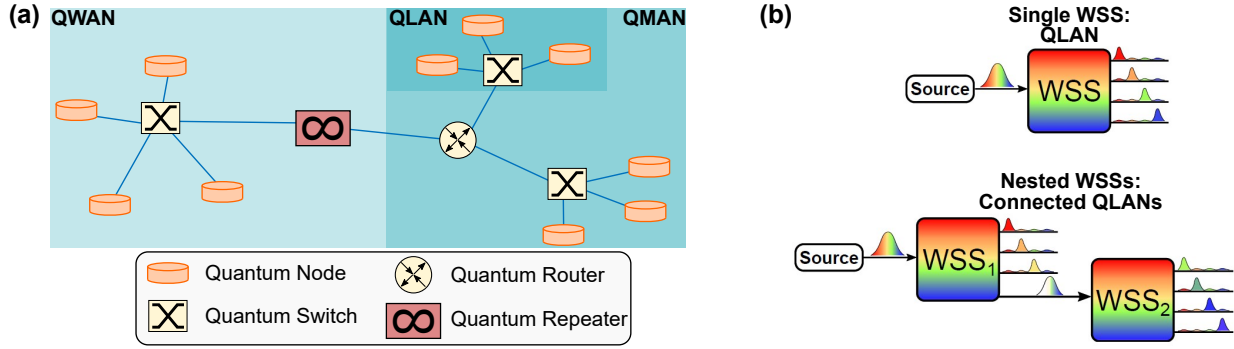 (a)
QWAN
QLAN
QMAN
Quantum Node
Quantum Router
Quantum Switch
Quantum Repeater
(b)
Single WSS:
QLAN
Source
WSS
Nested WSSs:
Connected QLANs
Source
WSS₁
WSS₂